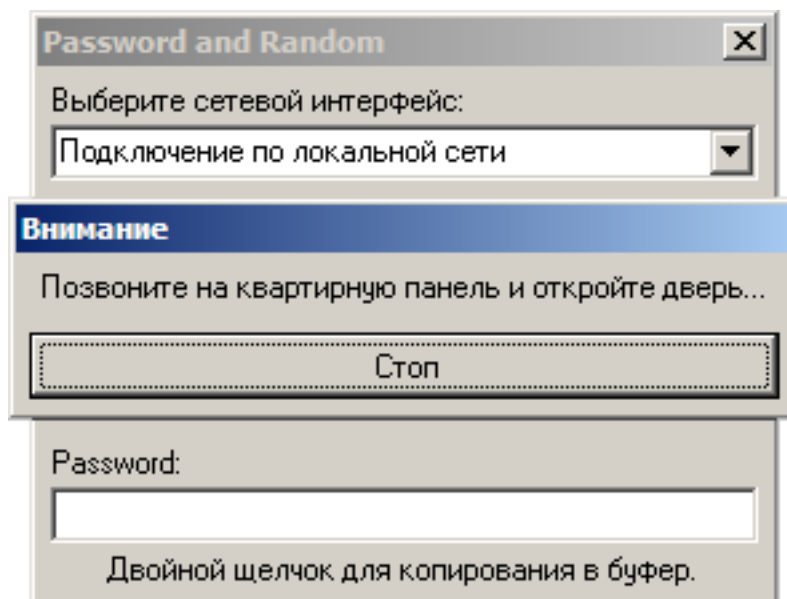 Password and Random
Выберите сетевой интерфейс:
Подключение по локальной сети
Внимание
Позвоните на квартирную панель и откройте дверь...
Стоп
Password:
Двойной щелчок для копирования в буфер.